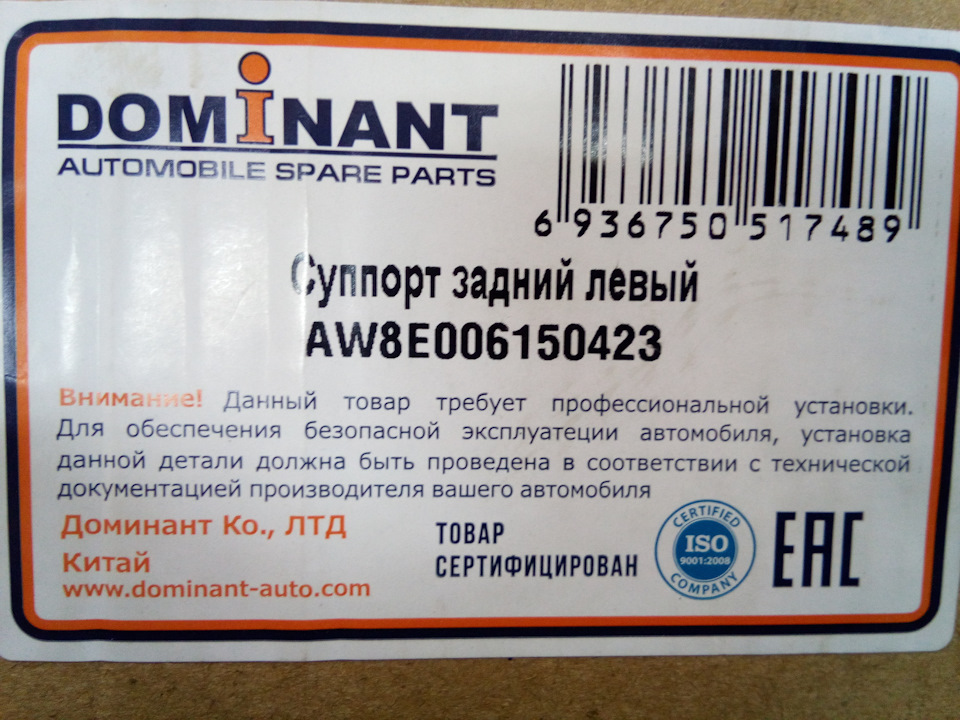 DOMiNANT
AUTOMOBILE SPARE PARTS
6 936750 517489
Суппорт задний левый
AW8E006150423
Внимание! Данный товар требует профессиональной установки.
Для обеспечения безопасной эксплуатеции автомобиля, установка
данной детали должна быть проведена в соответствии с технической
документацией производителя вашего автомобиля
Доминант Ко., ЛТД
Китай
www.dominant-auto.com
ТОВАР
СЕРТИФИЦИРОВАН
CERTIFIED
ISO
9001:2008
COMPANY
EAC